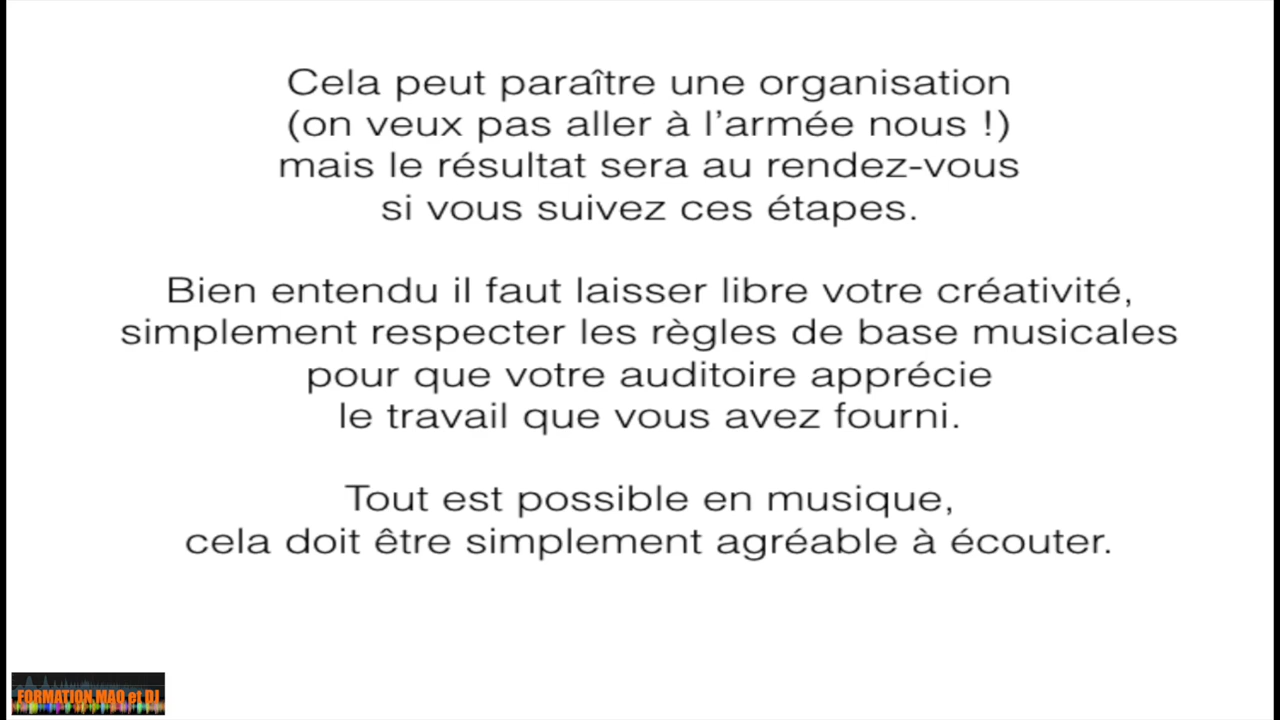 Cela peut paraître une organisation
(on veux pas aller à l’armée nous !)
mais le résultat sera au rendez-vous
si vous suivez ces étapes.
Bien entendu il faut laisser libre votre créativité,
simplement respecter les règles de base musicales
pour que votre auditoire apprécie
le travail que vous avez fourni.
Tout est possible en musique,
cela doit être simplement agréable à écouter.
FORMATION MAO et DJ